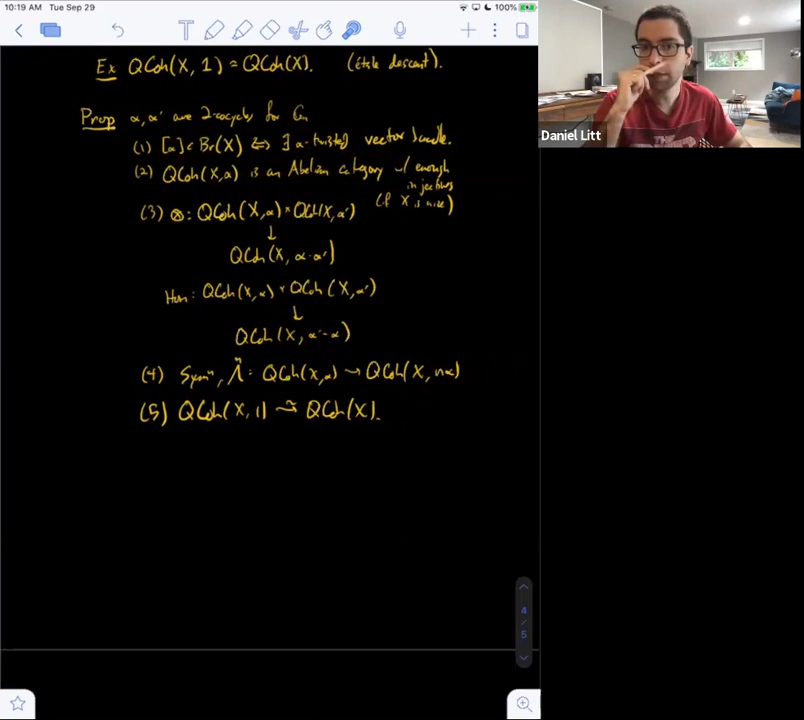 10:19 AM Tue Sep 29
100%
Ex QCoh(X, 1) = QCoh(X). (étale descent).
Prop α, α' are 2-cocycles for Gm
(1) [α] ∈ Br(X) ⇔ ∃ α-twisted vector bundle.
(2) QCoh(X, α) is an Abelian category w/ enough injectives (if X is nice)
(3) ⊗: QCoh(X, α) × QCoh(X, α')
↓
QCoh(X, α·α')
Hom: QCoh(X, α) × QCoh(X, α')
↓
QCoh(X, α'-α)
(4) Symⁿ, Λⁿ: QCoh(X, α) → QCoh(X, nα)
(5) QCoh(X, 1) ⥲ QCoh(X).
Daniel Litt
4
/
5